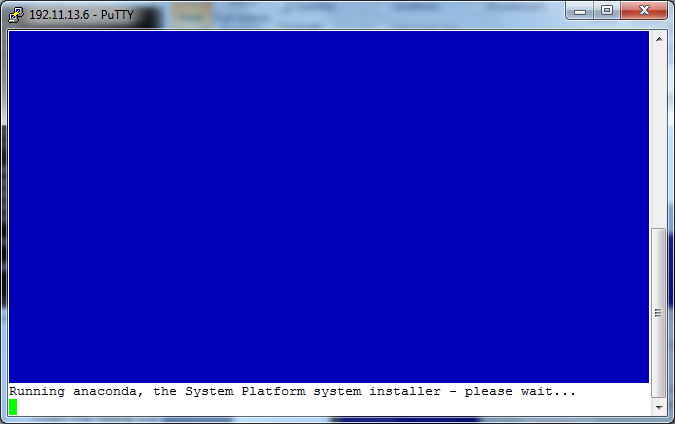 192.11.13.6 - PuTTY
Running anaconda, the System Platform system installer - please wait...